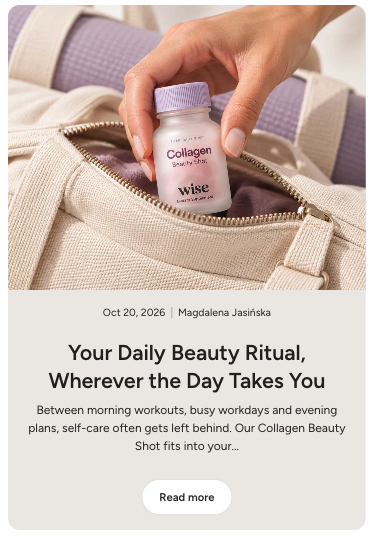 Collagen
Beauty Shot
wise
Oct 20, 2026 | Magdalena Jasińska
Your Daily Beauty Ritual,
Wherever the Day Takes You
Between morning workouts, busy workdays and evening
plans, self-care often gets left behind. Our Collagen Beauty
Shot fits into your...
Read more